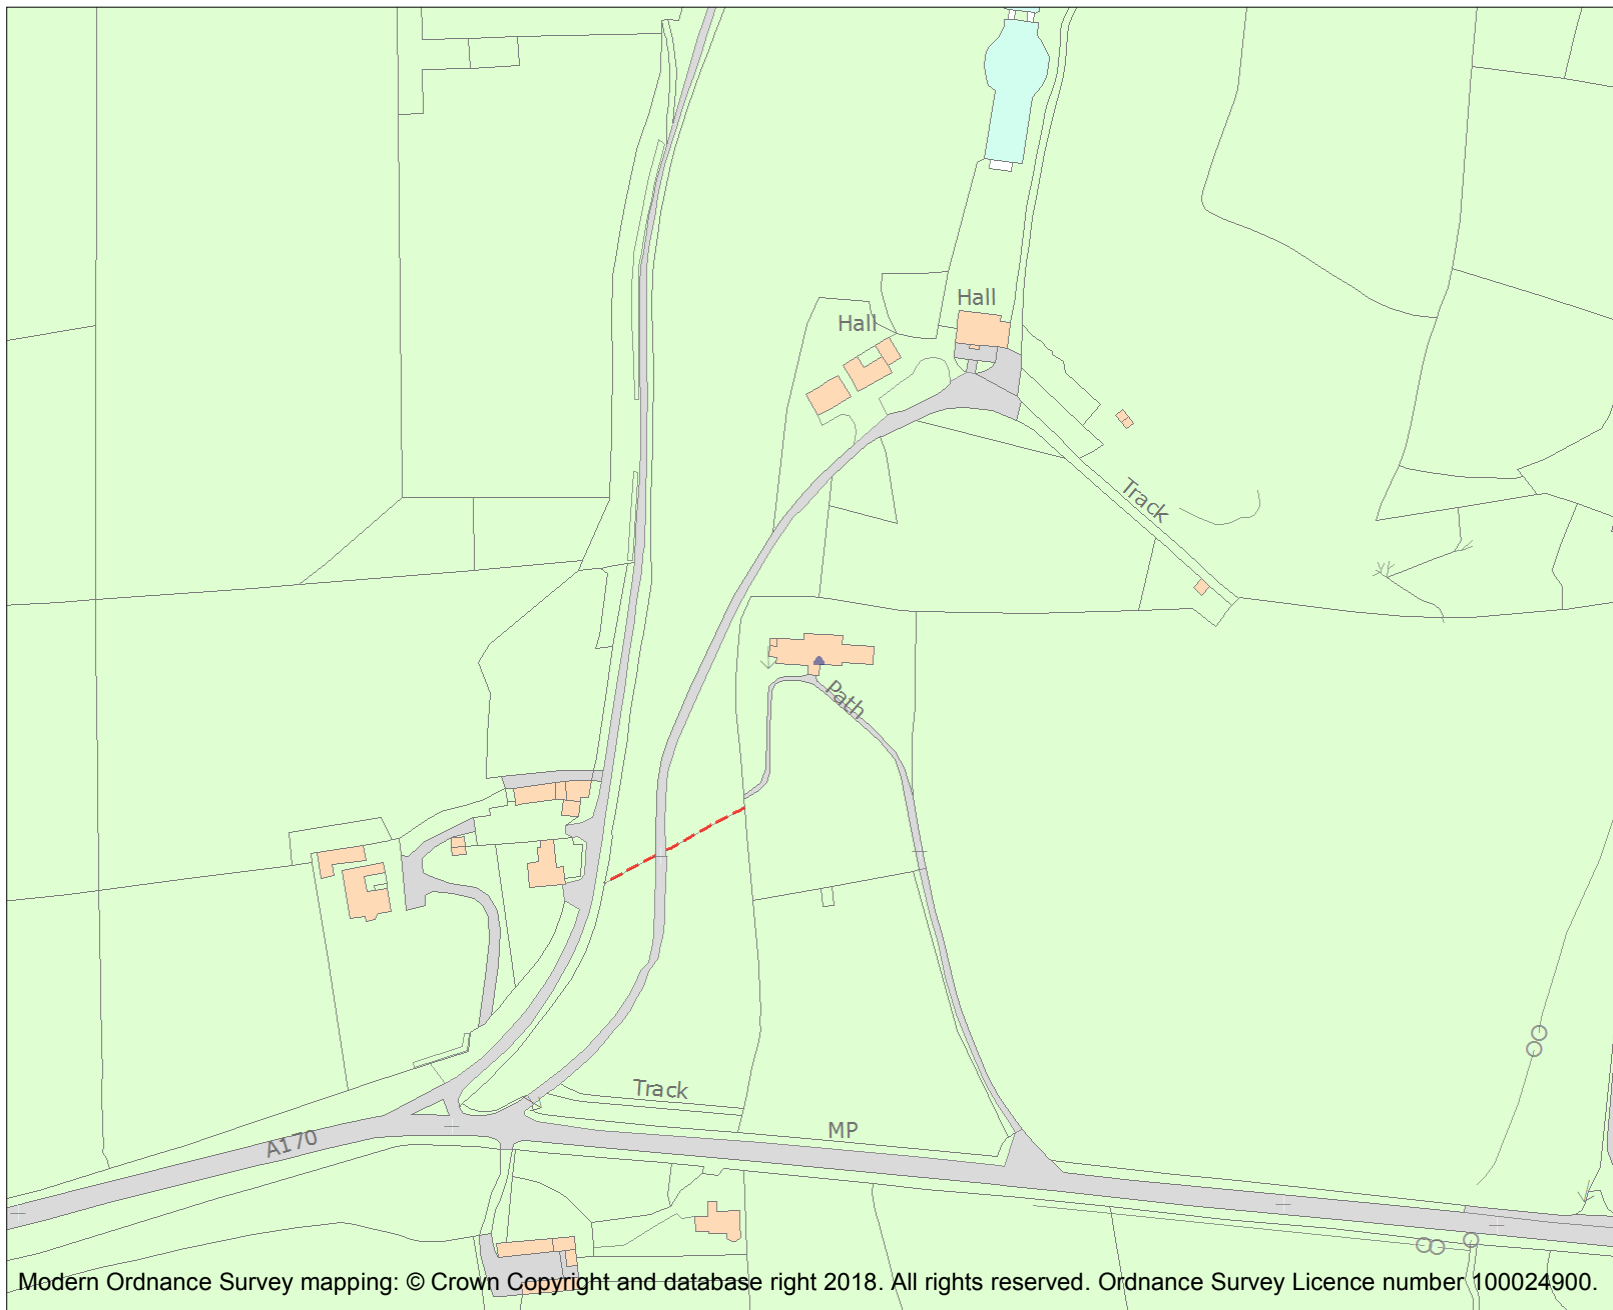 Hall
Hall
Track
Path
Track
MP
A170
Modern Ordnance Survey mapping: © Crown Copyright and database right 2018. All rights reserved. Ordnance Survey Licence number 100024900.